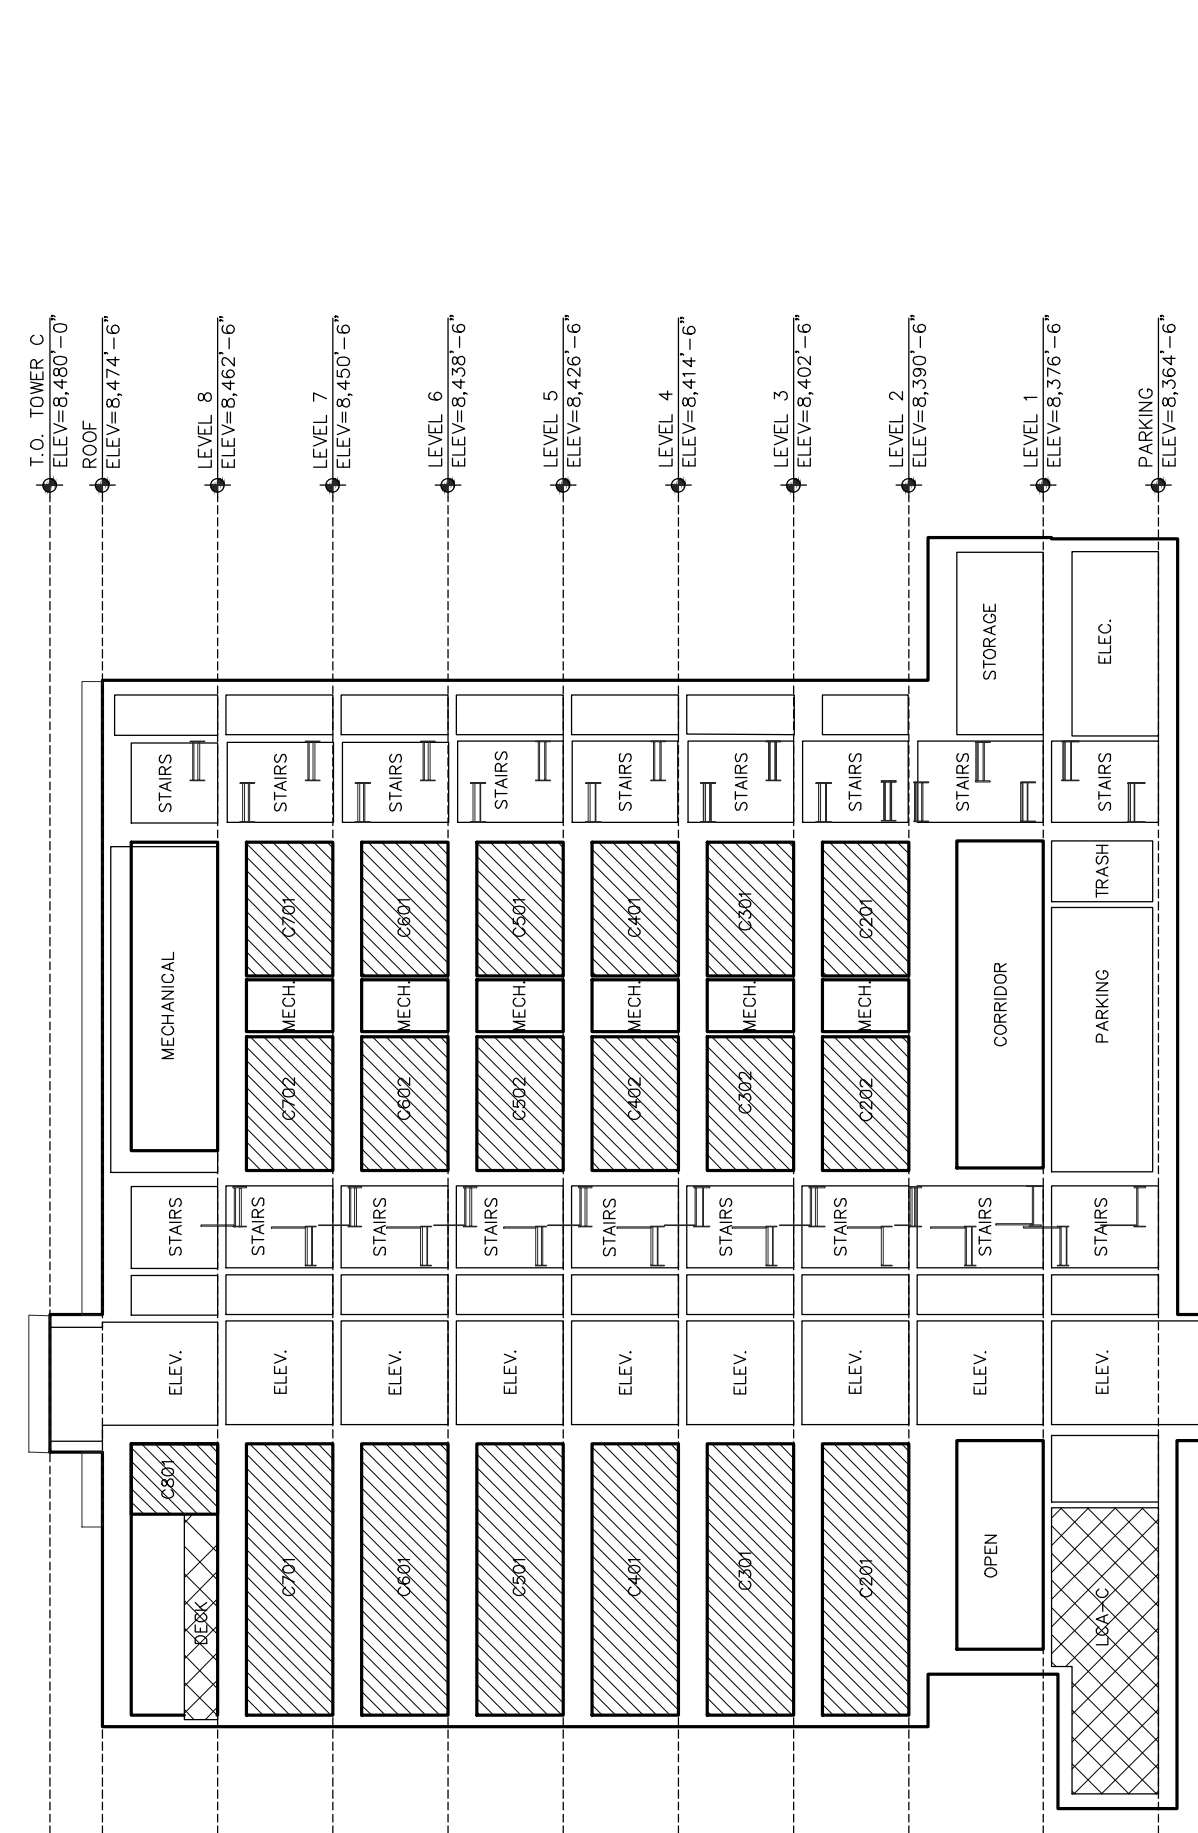 T.O. TOWER C
ELEV=8,480'-0"
ROOF
ELEV=8,474'-6"
LEVEL 8
ELEV=8,462'-6"
LEVEL 7
ELEV=8,450'-6"
LEVEL 6
ELEV=8,438'-6"
LEVEL 5
ELEV=8,426'-6"
LEVEL 4
ELEV=8,414'-6"
LEVEL 3
ELEV=8,402'-6"
LEVEL 2
ELEV=8,390'-6"
LEVEL 1
ELEV=8,376'-6"
PARKING
ELEV=8,364'-6"
DECK
C801
ELEV.
STAIRS
MECHANICAL
STAIRS
C701
ELEV.
STAIRS
C702
MECH.
C701
STAIRS
C601
ELEV.
STAIRS
C602
MECH.
C601
STAIRS
C501
ELEV.
STAIRS
C502
MECH.
C501
STAIRS
C401
ELEV.
STAIRS
C402
MECH.
C401
STAIRS
C301
ELEV.
STAIRS
C302
MECH.
C301
STAIRS
C201
ELEV.
STAIRS
C202
MECH.
C201
STAIRS
OPEN
ELEV.
STAIRS
CORRIDOR
STAIRS
STORAGE
LCA-C
ELEV.
STAIRS
PARKING
TRASH
STAIRS
ELEC.